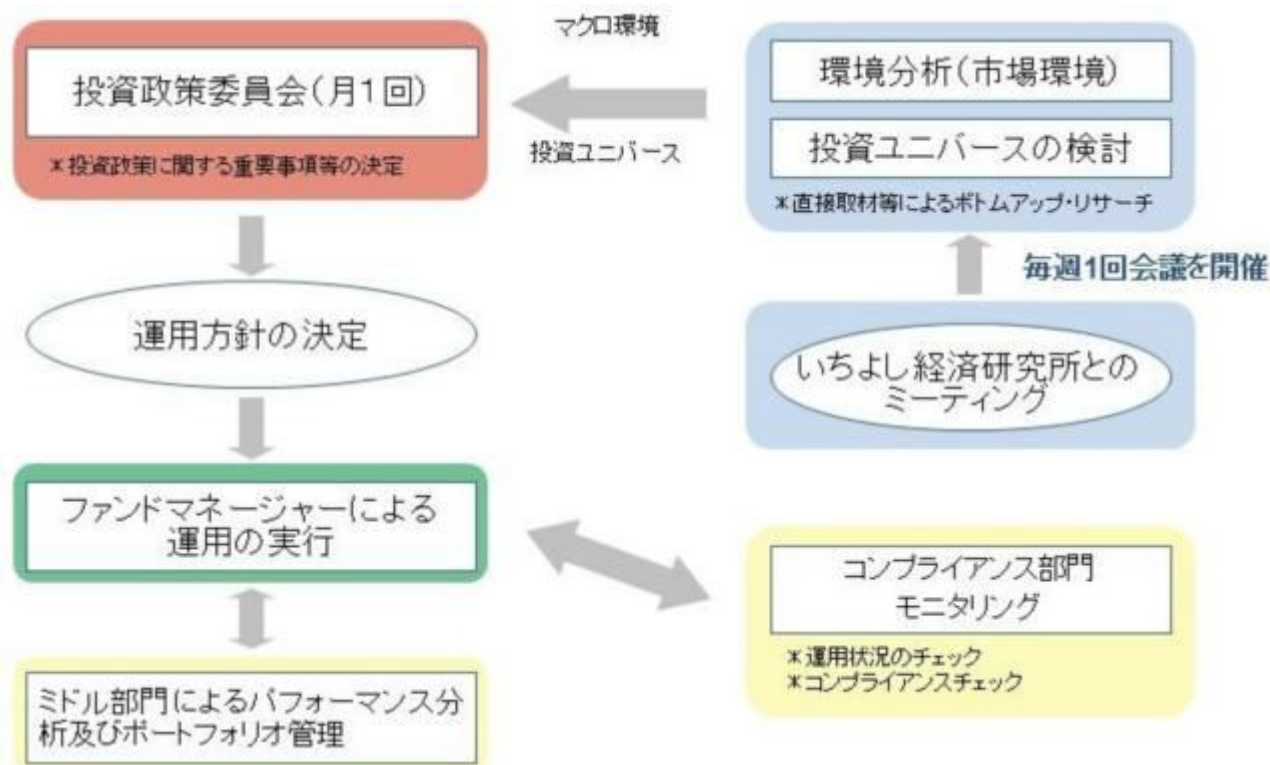 マクロ環境
投資政策委員会(月1回)
*投資政策に関する重要事項等の決定
投資ユニバース
環境分析(市場環境)
投資ユニバースの検討
*直接取材等によるボトムアップ・リサーチ
毎週1回会議を開催
いちよし経済研究所との
ミーティング
運用方針の決定
ファンドマネージャーによる
運用の実行
コンプライアンス部門
モニタリング
*運用状況のチェック
*コンプライアンスチェック
ミドル部門によるパフォーマンス分
析及びポートフォリオ管理